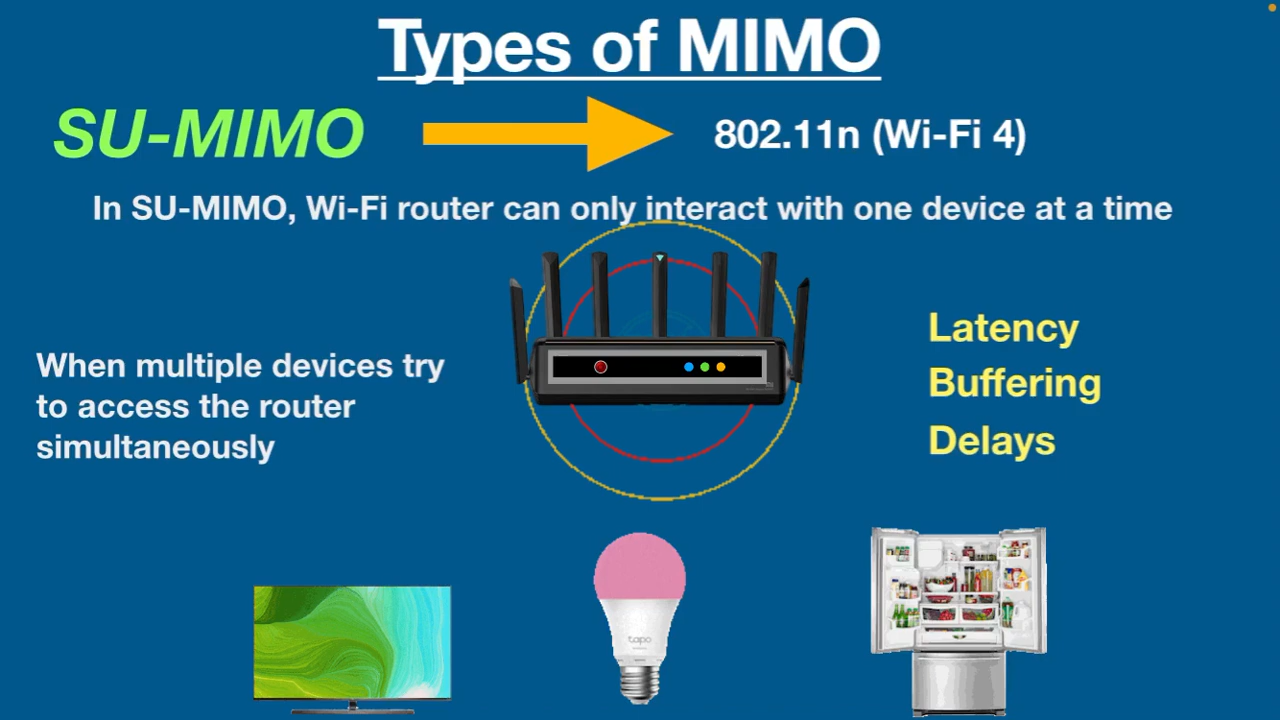 Types of MIMO
SU-MIMO
802.11n (Wi-Fi 4)
In SU-MIMO, Wi-Fi router can only interact with one device at a time
When multiple devices try
to access the router
simultaneously
Latency
Buffering
Delays
tapo